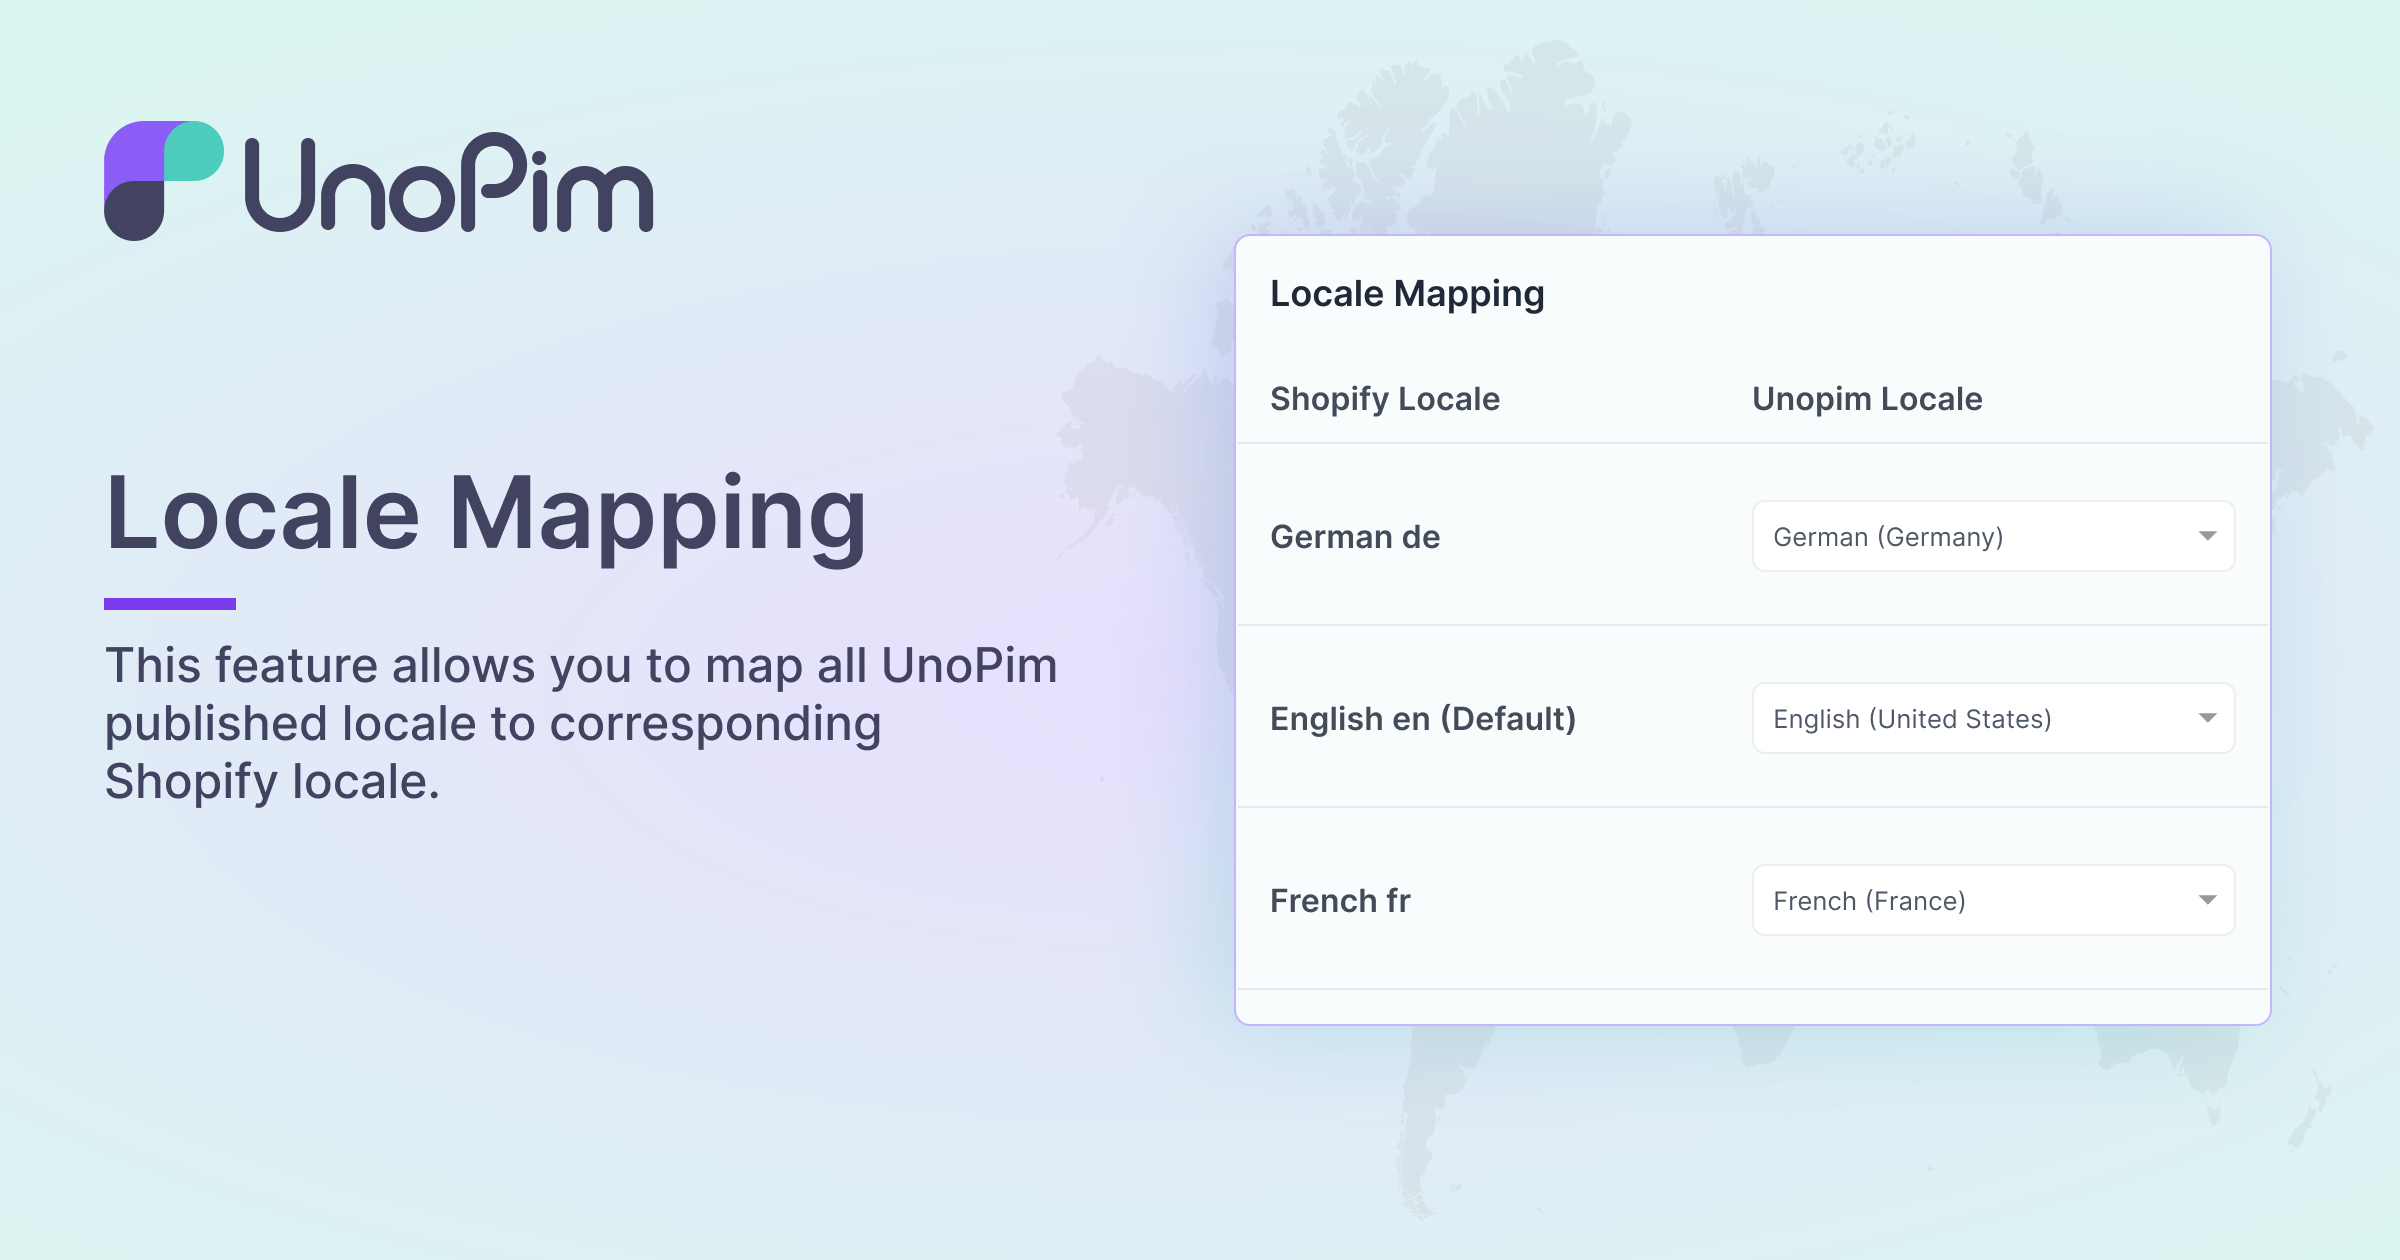 UnoPim
Locale Mapping
This feature allows you to map all UnoPim
published locale to corresponding
Shopify locale.
Locale Mapping
Shopify Locale
Unopim Locale
German de
German (Germany)
English en (Default)
English (United States)
French fr
French (France)